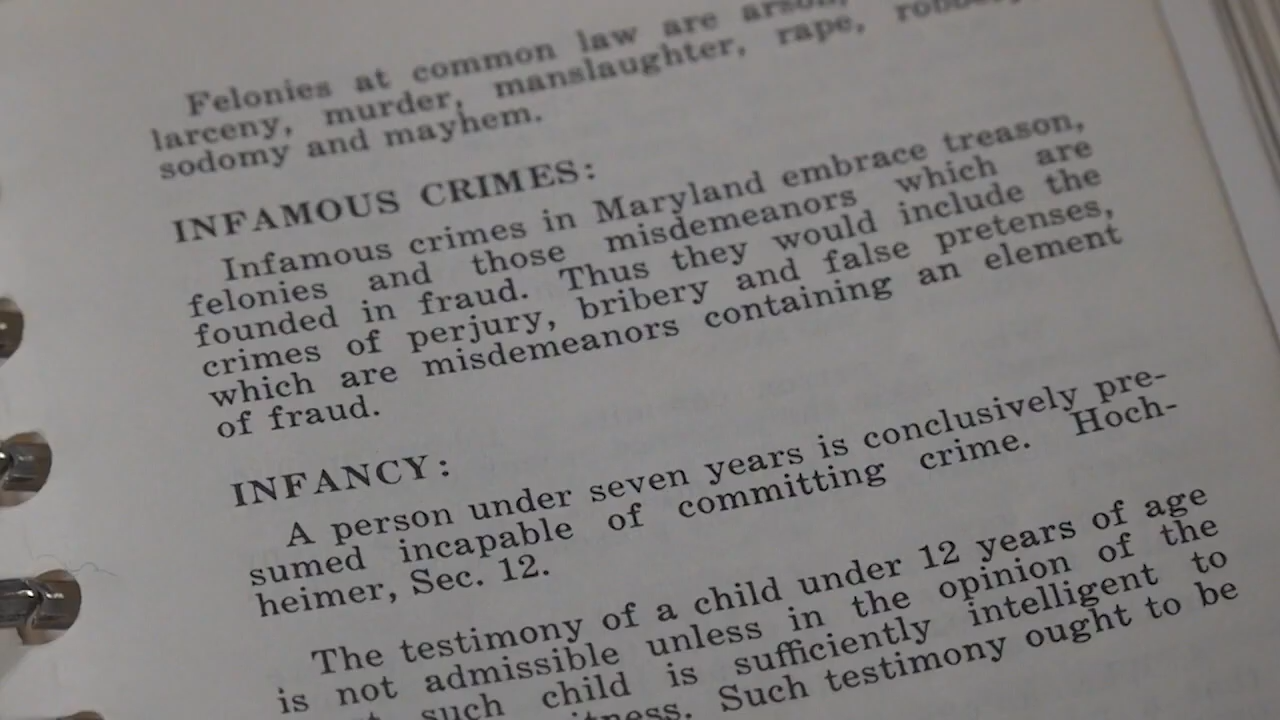 Felonies at common law are arson,
larceny, murder, manslaughter, rape, robbery,
sodomy and mayhem.
INFAMOUS CRIMES:
Infamous crimes in Maryland embrace treason,
felonies and those misdemeanors which are
founded in fraud. Thus they would include the
crimes of perjury, bribery and false pretenses,
which are misdemeanors containing an element
of fraud.
INFANCY:
A person under seven years is conclusively pre-
sumed incapable of committing crime. Hoch-
heimer, Sec. 12.
The testimony of a child under 12 years of age
is not admissible unless in the opinion of the
such child is sufficiently intelligent to
Such testimony ought to be